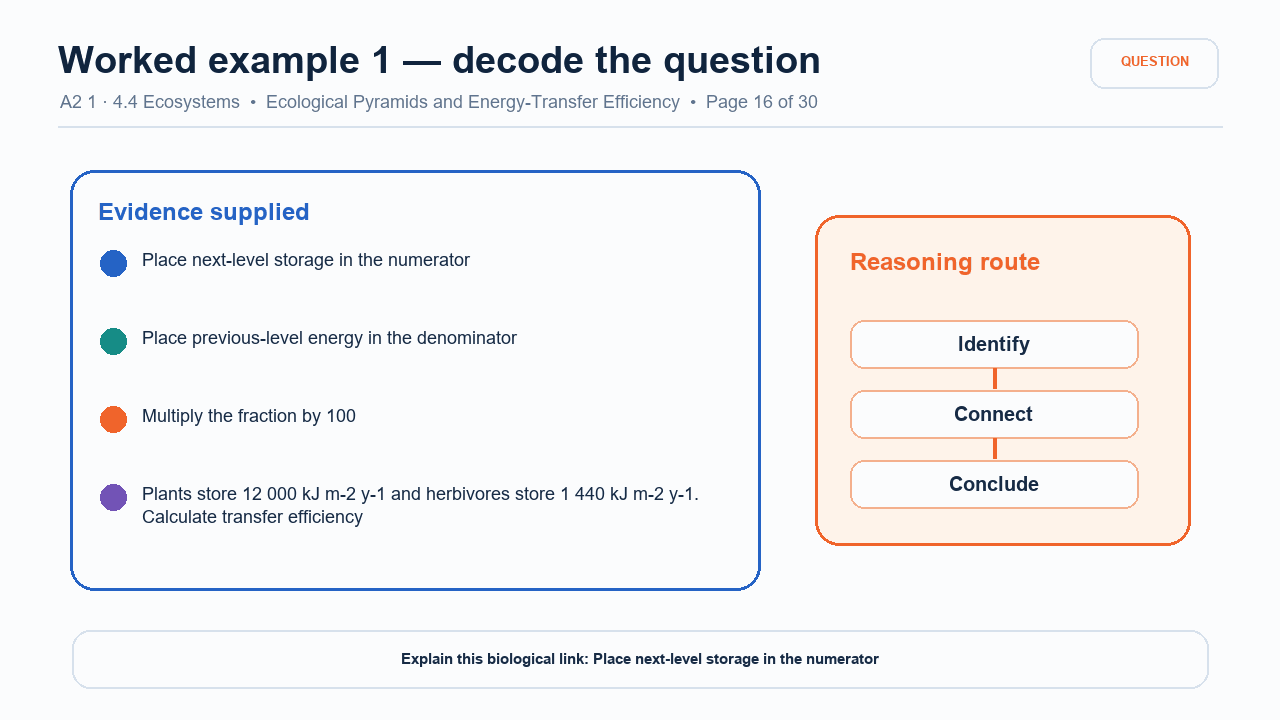 Worked example 1 — decode the question
QUESTION
A2 1 · 4.4 Ecosystems • Ecological Pyramids and Energy-Transfer Efficiency • Page 16 of 30
Evidence supplied
Place next-level storage in the numerator
Place previous-level energy in the denominator
Multiply the fraction by 100
Plants store 12 000 kJ m-2 y-1 and herbivores store 1 440 kJ m-2 y-1.
Calculate transfer efficiency
Reasoning route
Identify
Connect
Conclude
Explain this biological link: Place next-level storage in the numerator